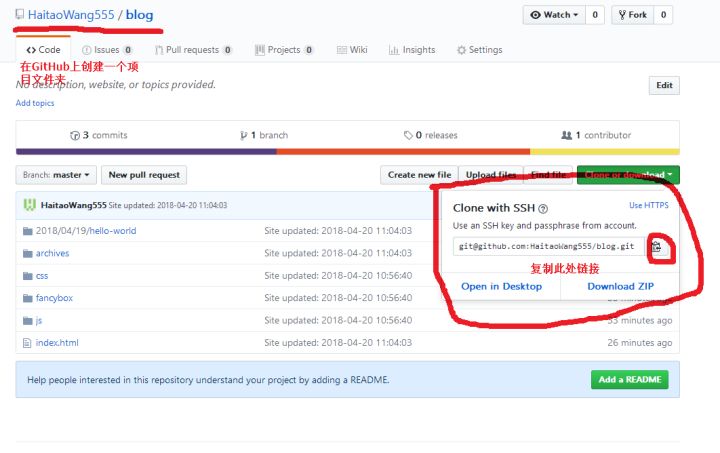 HaitaoWang555 / blog
Watch 0 Fork 0
Code Issues 0 Pull requests 0 Projects 0 Wiki Insights Settings
在GitHub上创建一个项
目文件夹
No description, website, or topics provided.
Edit
Add topics
3 commits 1 branch 0 releases 1 contributor
Branch: master New pull request Create new file Upload files Find file Clone or download
HaitaoWang555 Site updated: 2018-04-20 11:04:03
Clone with SSH Use HTTPS
Use an SSH key and passphrase from account.
git@github.com:HaitaoWang555/blog.git
复制此处链接
Open in Desktop Download ZIP
2018/04/19/hello-world Site updated: 2018-04-20 11:04:03
archives Site updated: 2018-04-20 11:04:03
css Site updated: 2018-04-20 10:56:40
fancybox Site updated: 2018-04-20 10:56:40
js Site updated: 2018-04-20 10:56:40 33 minutes ago
index.html Site updated: 2018-04-20 11:04:03 26 minutes ago
Help people interested in this repository understand your project by adding a README.
Add a README